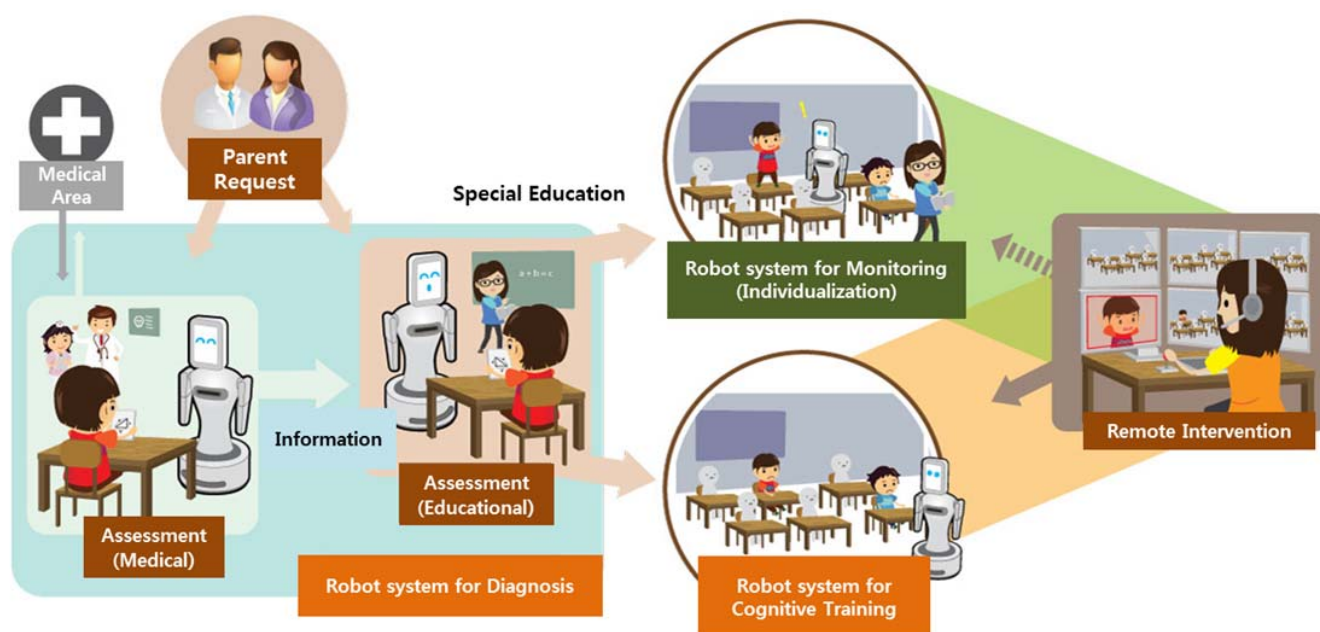 Medical
Area
Parent
Request
Special Education
a+b=c
Information
Assessment
(Medical)
Assessment
(Educational)
Robot system for Diagnosis
Robot system for Monitoring
(Individualization)
Robot system for
Cognitive Training
Remote Intervention